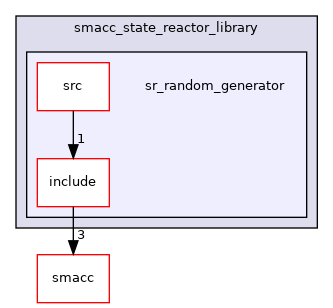 smacc_state_reactor_library
src
sr_random_generator
1
include
3
smacc